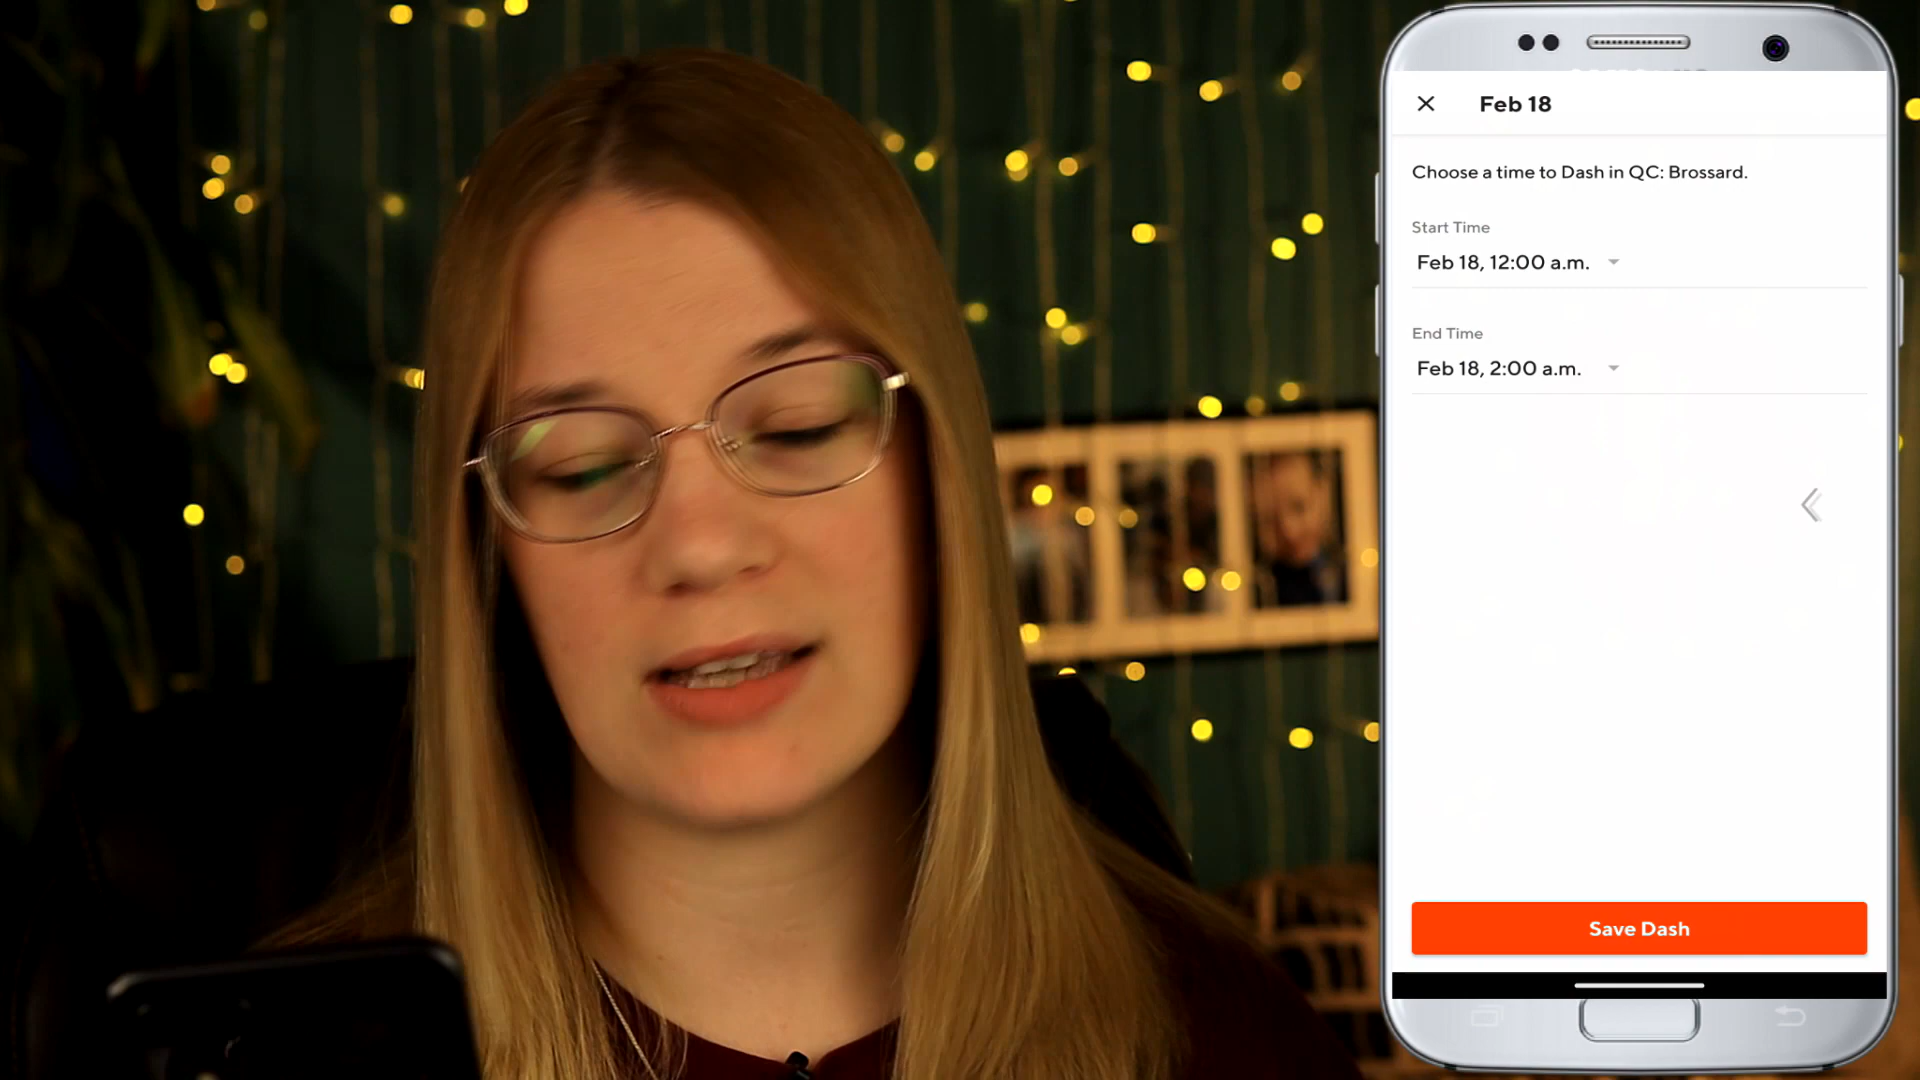 Feb 18
Choose a time to Dash in QC: Brossard.
Start Time
Feb 18, 12:00 a.m.
End Time
Feb 18, 2:00 a.m.
Save Dash